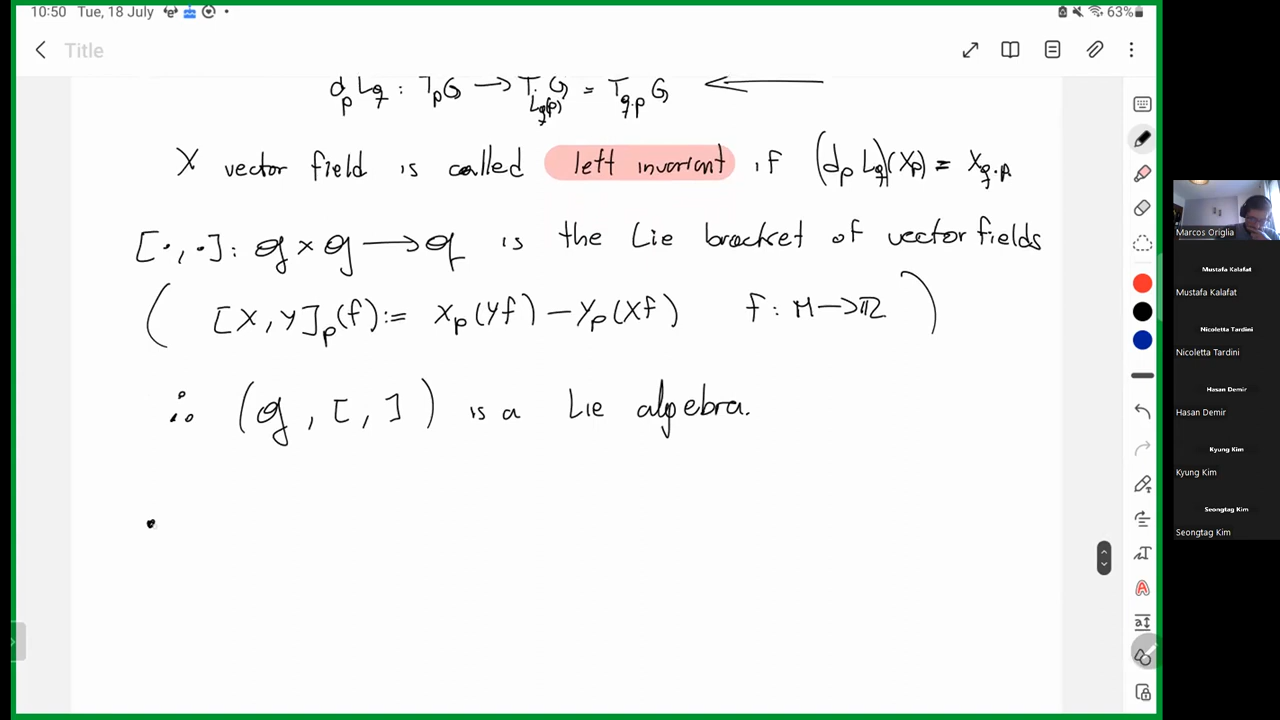 10:50 Tue, 18 July
63%
Title
d_p L_g : T_p G → T_{L_g(p)} G = T_{g.p} G ←
X vector field is called left invariant if (d_p L_g)(X_p) = X_{g.p}
[·,·]: g × g → g is the Lie bracket of vector fields
( [X,Y]_p(f) := X_p(Yf) − Y_p(Xf) f: M → ℝ )
∴ (g, [,]) is a Lie algebra.
Marcos Origlia
Mustafa Kalafat
Mustafa Kalafat
Nicoletta Tardini
Nicoletta Tardini
Hasan Demir
Hasan Demir
Kyung Kim
Kyung Kim
Seongtag Kim
Seongtag Kim